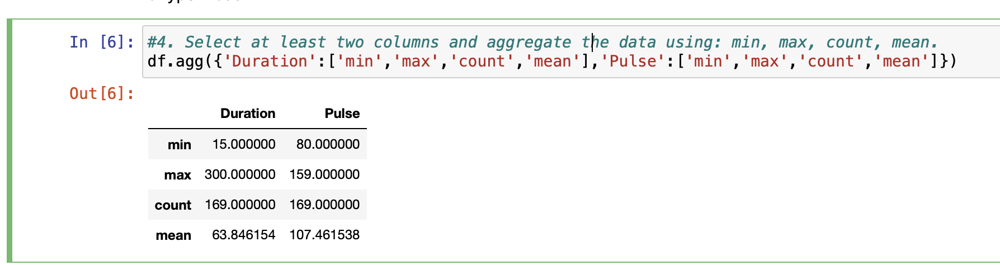 In [6]: #4. Select at least two columns and aggregate the data using: min, max, count, mean.
df.agg({'Duration':['min','max','count','mean'],'Pulse':['min','max','count','mean']})
Out[6]:
Duration Pulse
min 15.000000 80.000000
max 300.000000 159.000000
count 169.000000 169.000000
mean 63.846154 107.461538